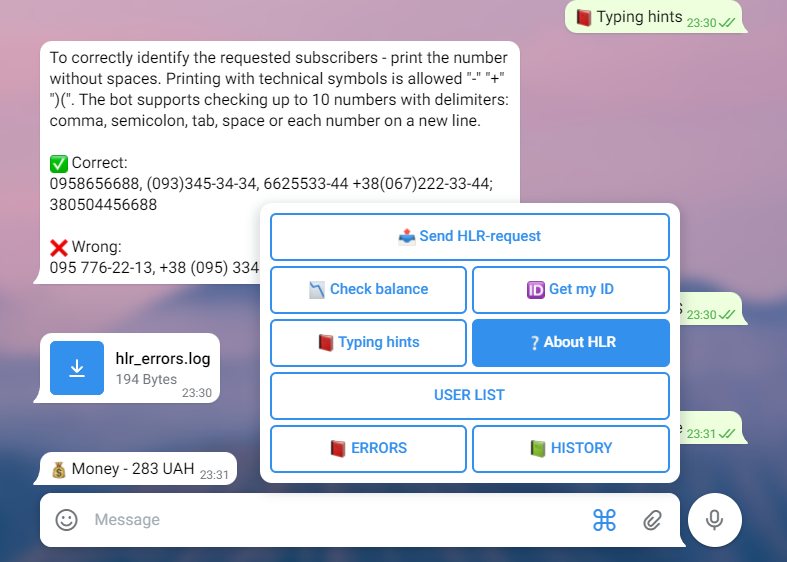 📕 Typing hints 23:30
To correctly identify the requested subscribers - print the number
without spaces. Printing with technical symbols is allowed "-" "+"
")(". The bot supports checking up to 10 numbers with delimiters:
comma, semicolon, tab, space or each number on a new line.
✅ Correct:
0958656688, (093)345-34-34, 6625533-44 +38(067)222-33-44;
380504456688
❌ Wrong:
095 776-22-13, +38 (095) 334
23:30
hlr_errors.log
194 Bytes
23:30
23:31
💰 Money - 283 UAH 23:31
📤 Send HLR-request
📉 Check balance
🆔 Get my ID
📕 Typing hints
❔ About HLR
USER LIST
📕 ERRORS
📗 HISTORY
Message